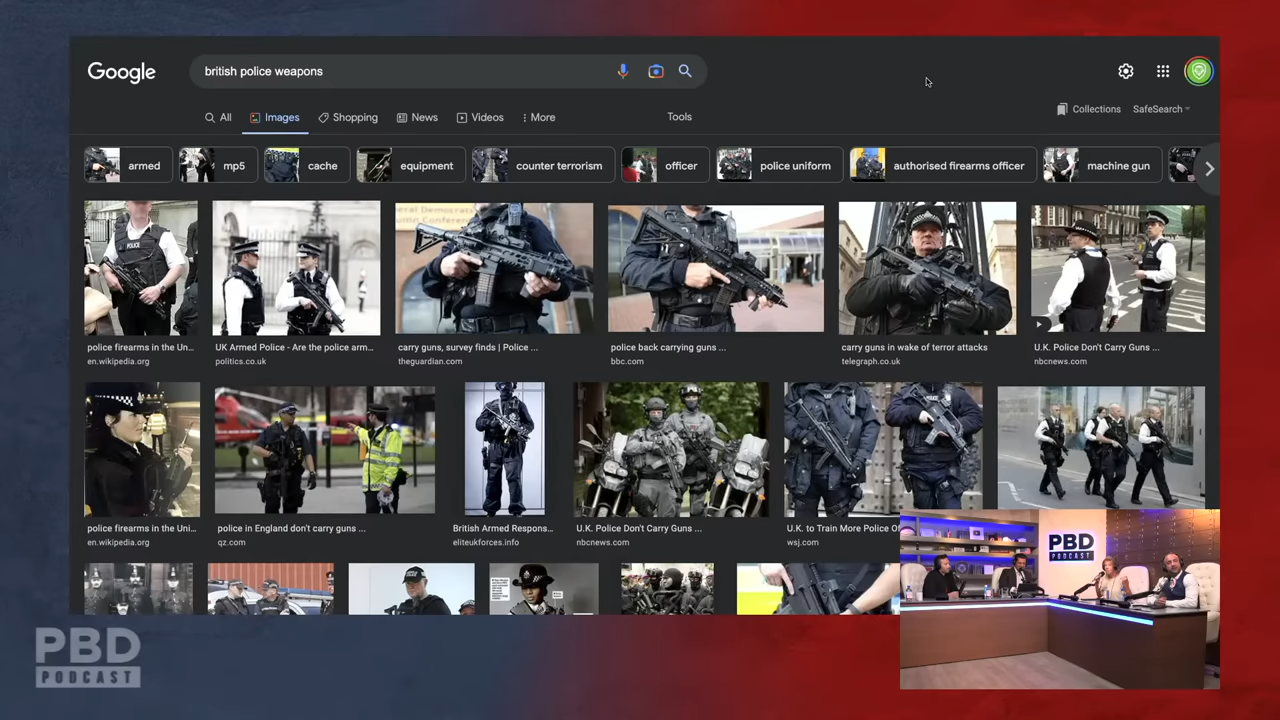 Google
british police weapons
All
Images
Shopping
News
Videos
More
Tools
Collections
SafeSearch
armed
mp5
cache
equipment
counter terrorism
officer
police uniform
authorised firearms officer
machine gun
police firearms in the Un...
en.wikipedia.org
UK Armed Police - Are the police arm...
politics.co.uk
carry guns, survey finds | Police ...
theguardian.com
police back carrying guns ...
bbc.com
carry guns in wake of terror attacks
telegraph.co.uk
U.K. Police Don't Carry Guns ...
nbcnews.com
POLICE
police firearms in the Uni...
en.wikipedia.org
police in England don't carry guns ...
qz.com
British Armed Respons...
eliteukforces.info
U.K. Police Don't Carry Guns ...
nbcnews.com
U.K. to Train More Police O
wsj.com
PBD
PODCAST
PBD
PODCAST